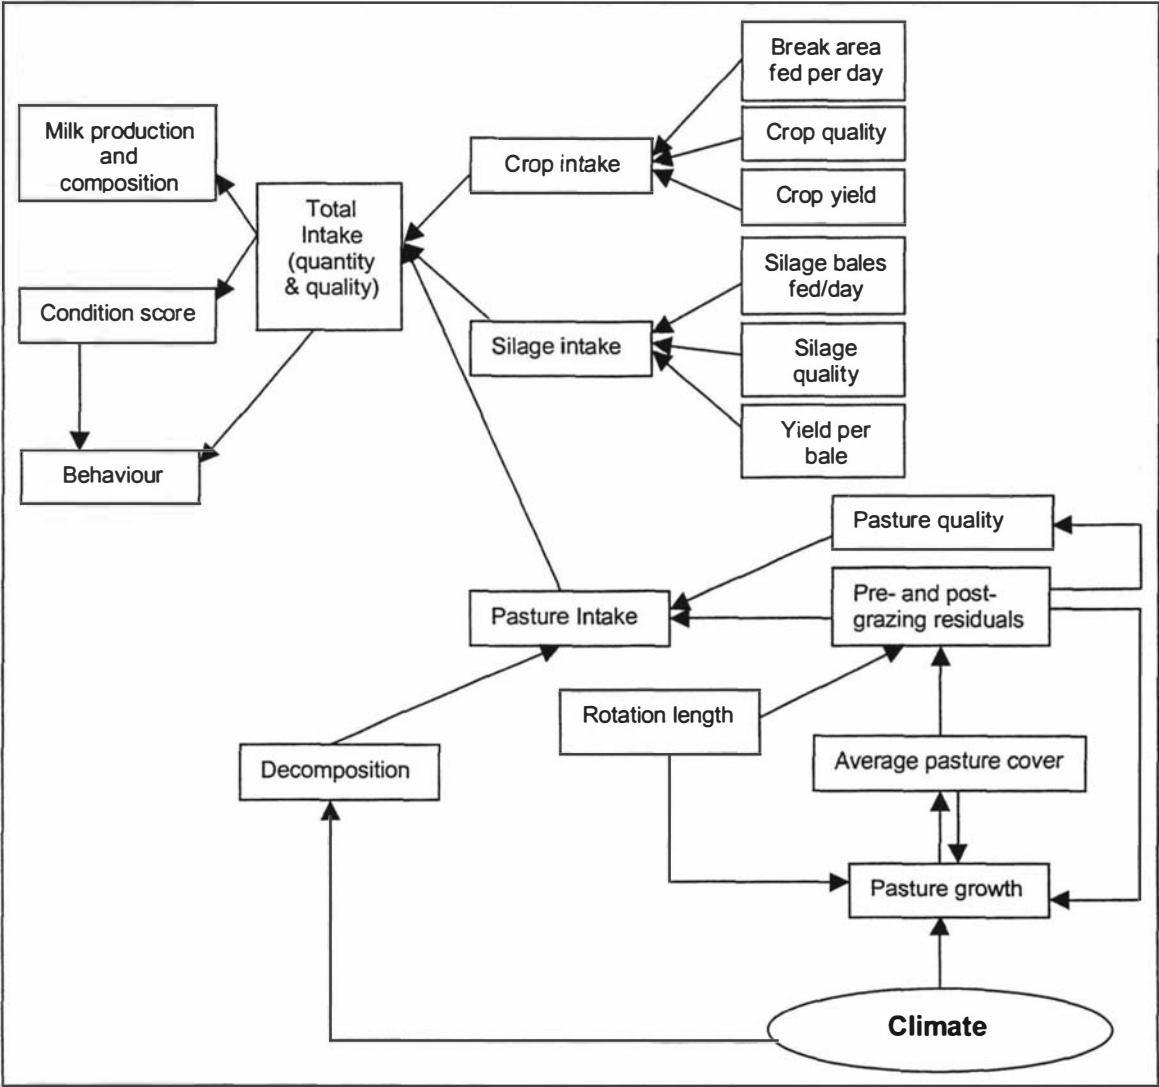 Break area
fed per day
Milk production
and
composition
Crop quality
Crop intake
Crop yield
Total
Intake
(quantity
& quality)
Silage bales
fed/day
Condition score
Silage intake
Silage
quality
Yield per
bale
Behaviour
Pasture quality
Pasture Intake
Pre- and post-
grazing residuals
Rotation length
Average pasture cover
Decomposition
Pasture growth
Climate